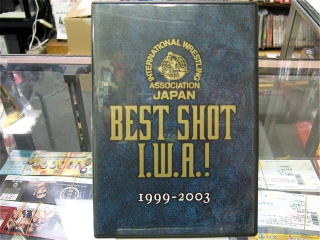 INTERNATIONAL WRESTLING
ASSOCIATION
JAPAN
BEST SHOT
I.W.A.!
1999-2003